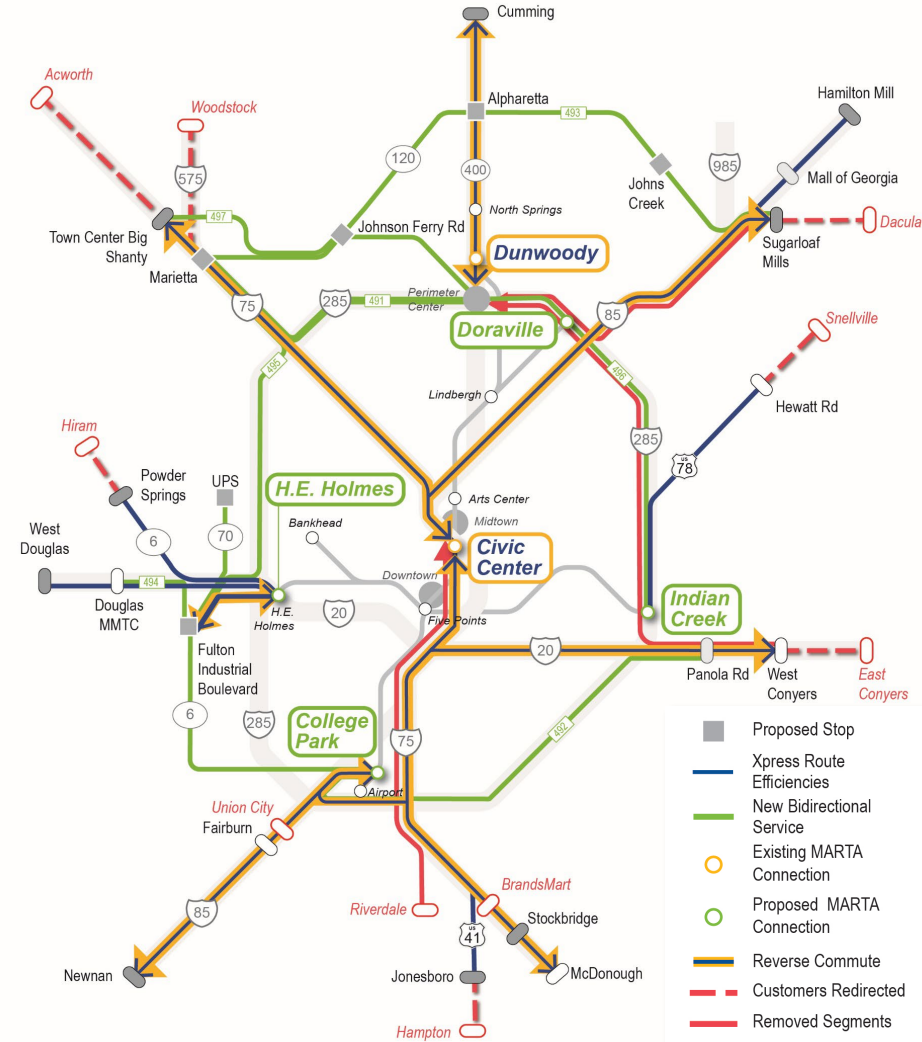 Cumming
Acworth
Woodstock
Alpharetta
493
Hamilton Mill
575
120
400
985
Mall of Georgia
Johns
Creek
497
North Springs
Town Center Big
Shanty
Johnson Ferry Rd
Dacula
Sugarloaf
Mills
Marietta
Dunwoody
Perimeter
Center
75
285
491
85
Doraville
Snellville
495
496
Lindbergh
Hewatt Rd
Hiram
285
US
78
Powder
Springs
UPS
H.E. Holmes
Arts Center
Bankhead
Midtown
West
Douglas
6
70
Civic
Center
494
Downtown
Douglas
MMTC
H.E.
Holmes
20
Five Points
Indian
Creek
Fulton
Industrial
Boulevard
20
Panola Rd
West
Conyers
East
Conyers
6
285
College
Park
75
492
Airport
Union City
Fairburn
85
Riverdale
BrandsMart
Stockbridge
US
41
Newnan
Jonesboro
McDonough
Hampton
Proposed Stop
Xpress Route
Efficiencies
New Bidirectional
Service
Existing MARTA
Connection
Proposed MARTA
Connection
Reverse Commute
Customers Redirected
Removed Segments